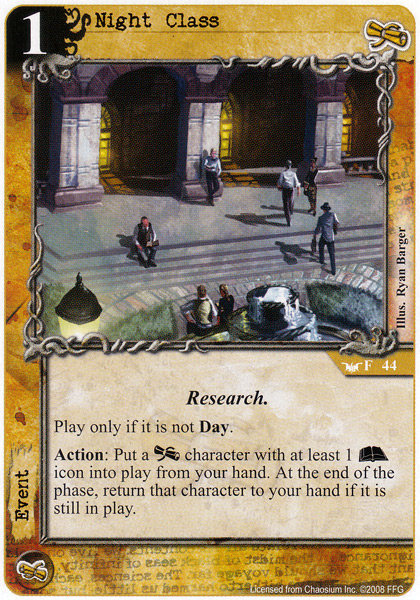 1
Night Class
Illus. Ryan Barger
F 44
Research.
Play only if it is not Day.
Action: Put a character with at least 1
icon into play from your hand. At the end of the
phase, return that character to your hand if it is
still in play.
Event
Licensed from Chaosium Inc. ©2008 FFG